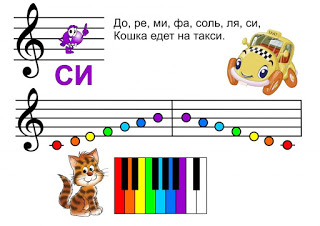 До, ре, ми, фа, соль, ля, си,
Кошка едет на такси.
СИ